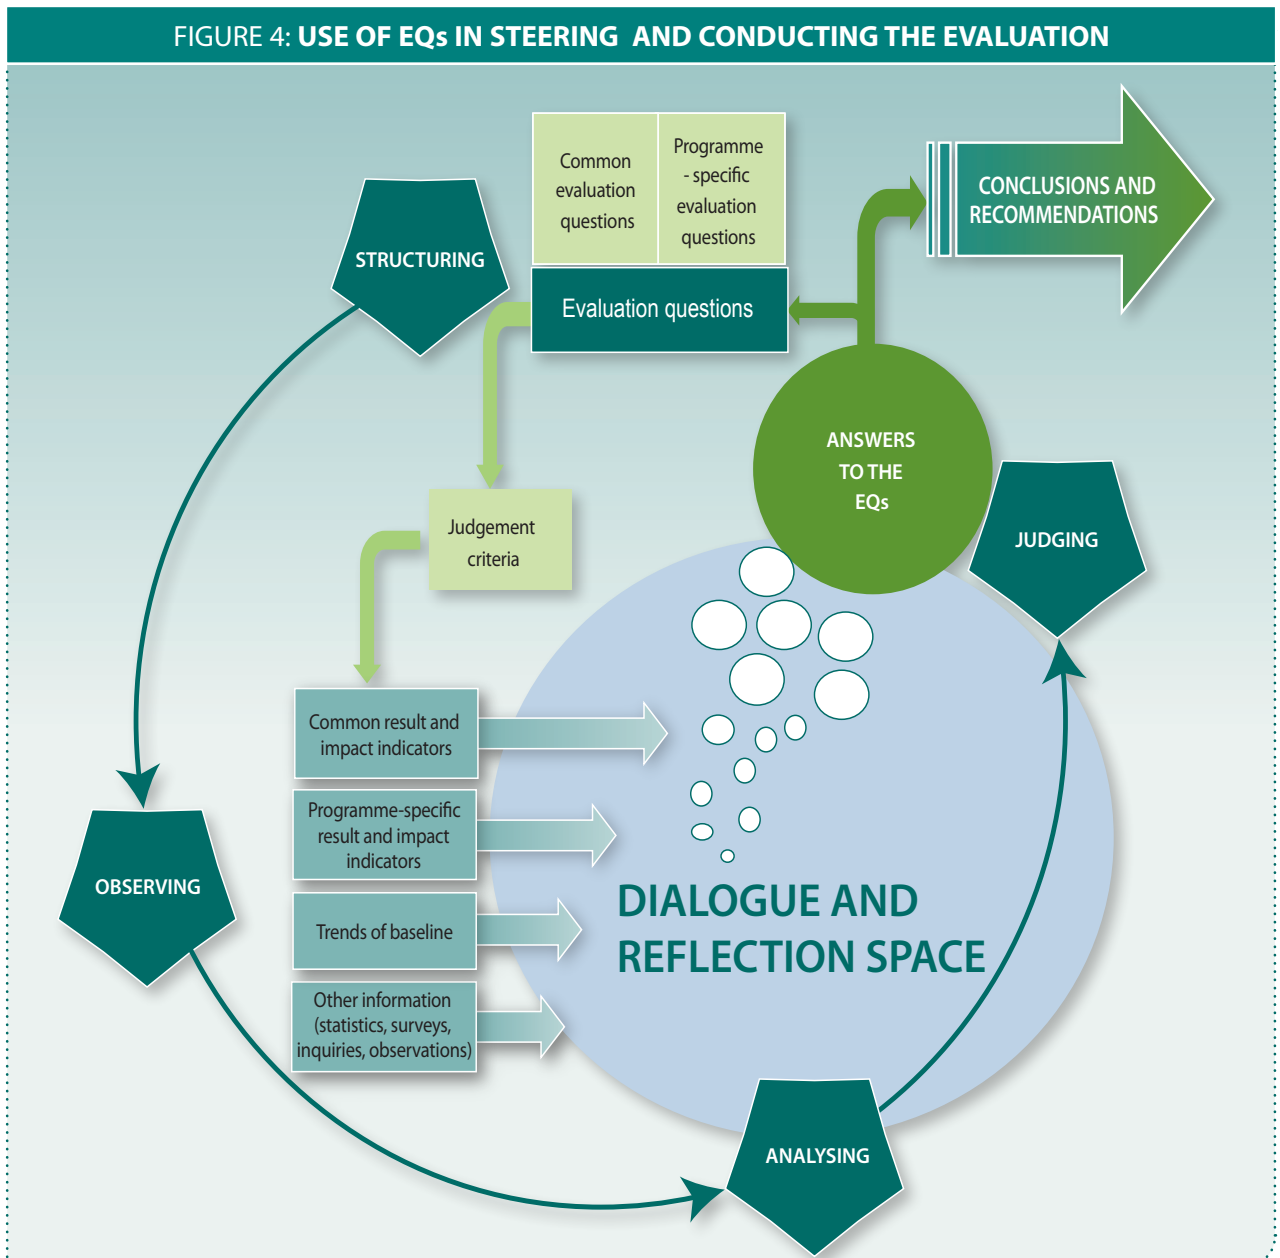 FIGURE 4: USE OF EQs IN STEERING AND CONDUCTING THE EVALUATION
Common
evaluation
questions
Programme
- specific
evaluation
questions
CONCLUSIONS AND
RECOMMENDATIONS
STRUCTURING
Evaluation questions
ANSWERS
TO THE
EQs
Judgement
criteria
JUDGING
Common result and
impact indicators
Programme-specific
result and impact
indicators
OBSERVING
DIALOGUE AND
REFLECTION SPACE
Trends of baseline
Other information
(statistics, surveys,
inquiries, observations)
ANALYSING